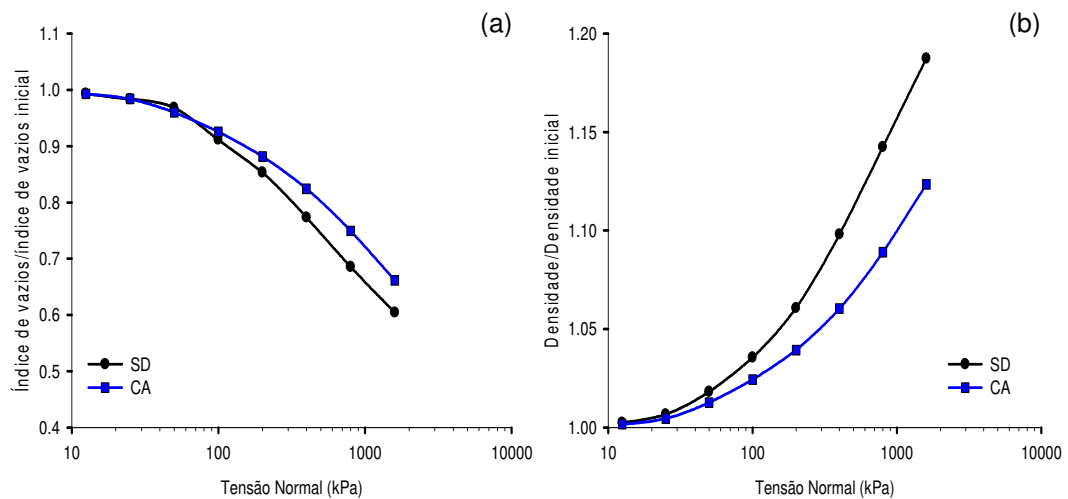 (a)
Índice de vazios/índice de vazios inicial
1.1
1.0
0.9
0.8
0.7
0.6
0.5
0.4
SD
CA
10
100
1000
10000
Tensão Normal (kPa)
(b)
Densidade/Densidade inicial
1.20
1.15
1.10
1.05
1.00
SD
CA
10
100
1000
10000
Tensão Normal (kPa)